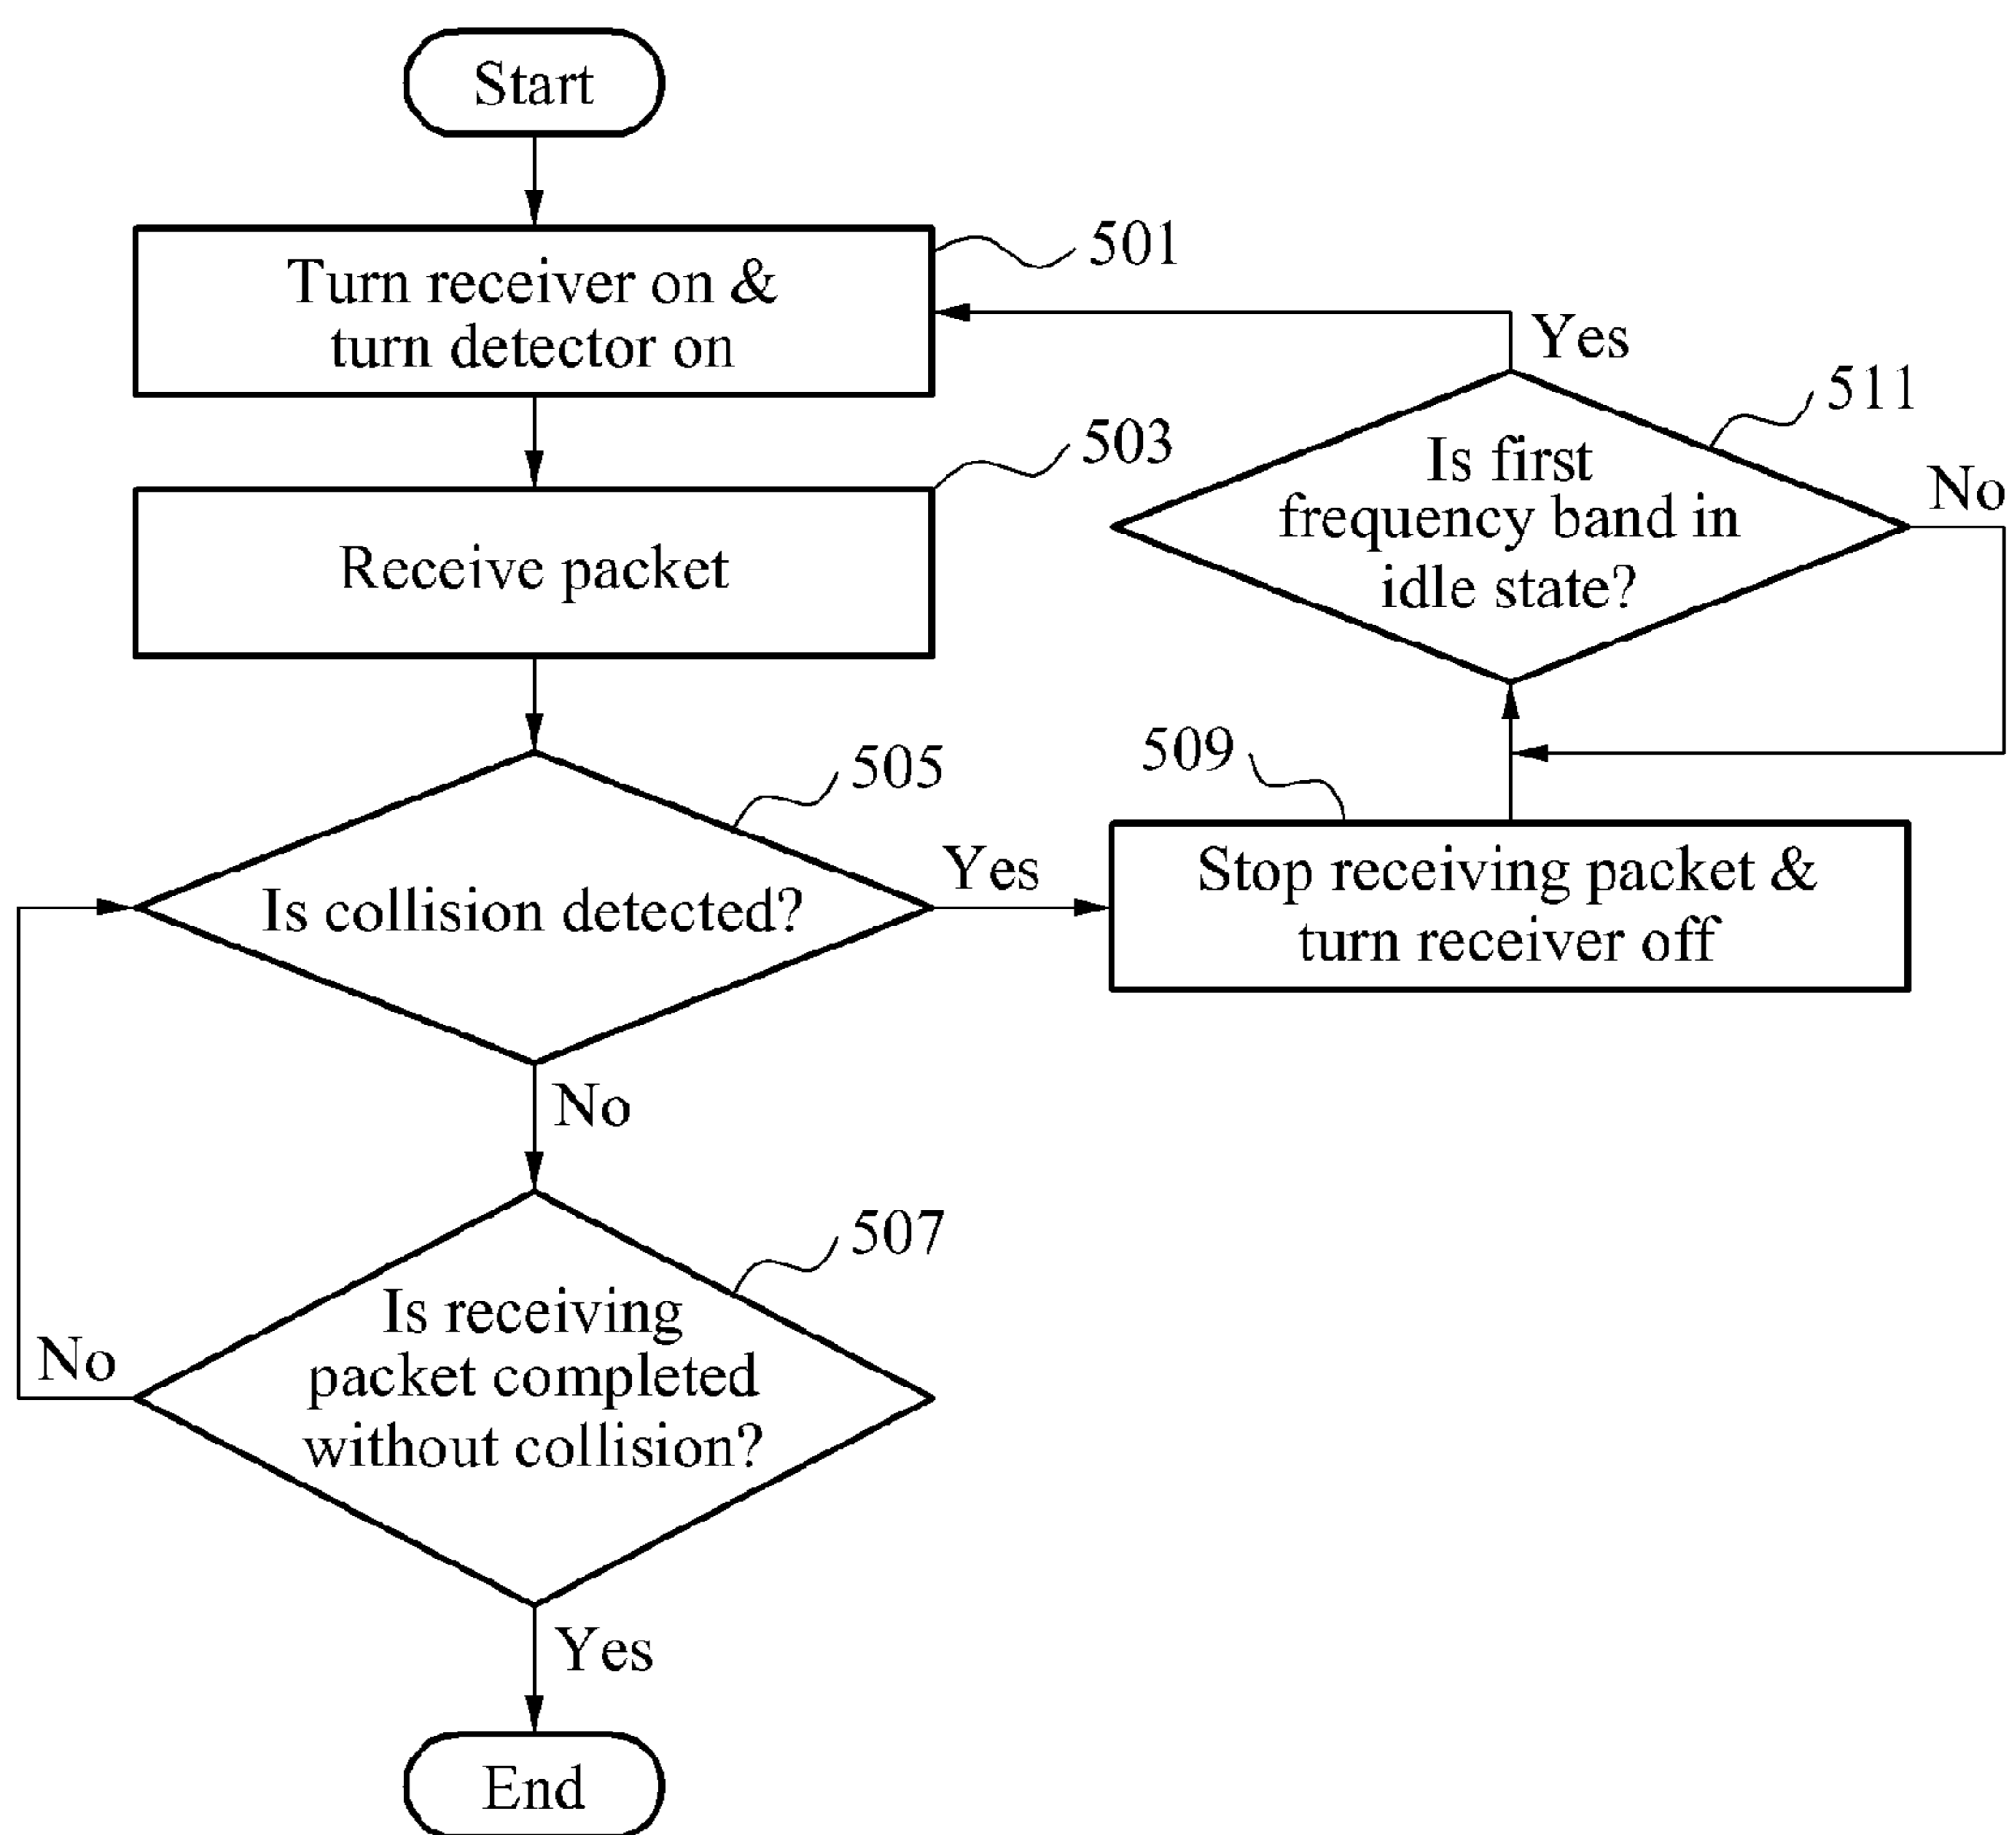 Start
501
Turn receiver on &
turn detector on
Yes
511
503
Is first
frequency band in
idle state?
No
Receive packet
505
509
Is collision detected?
Yes
Stop receiving packet &
turn receiver off
No
507
Is receiving
packet completed
without collision?
No
Yes
End